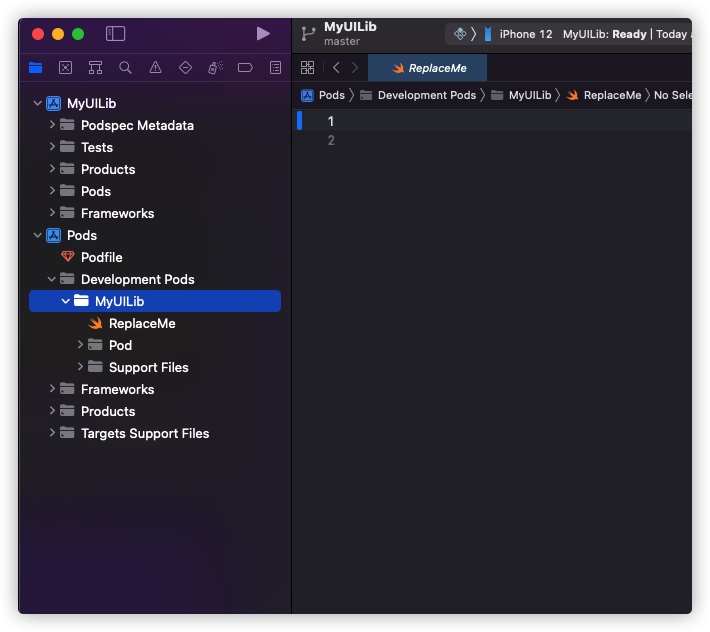 MyUILib
master
iPhone 12
MyUILib: Ready | Today a
ReplaceMe
Pods
Development Pods
MyUILib
ReplaceMe
No Sele
1
2
MyUILib
Podspec Metadata
Tests
Products
Pods
Frameworks
Pods
Podfile
Development Pods
MyUILib
ReplaceMe
Pod
Support Files
Frameworks
Products
Targets Support Files